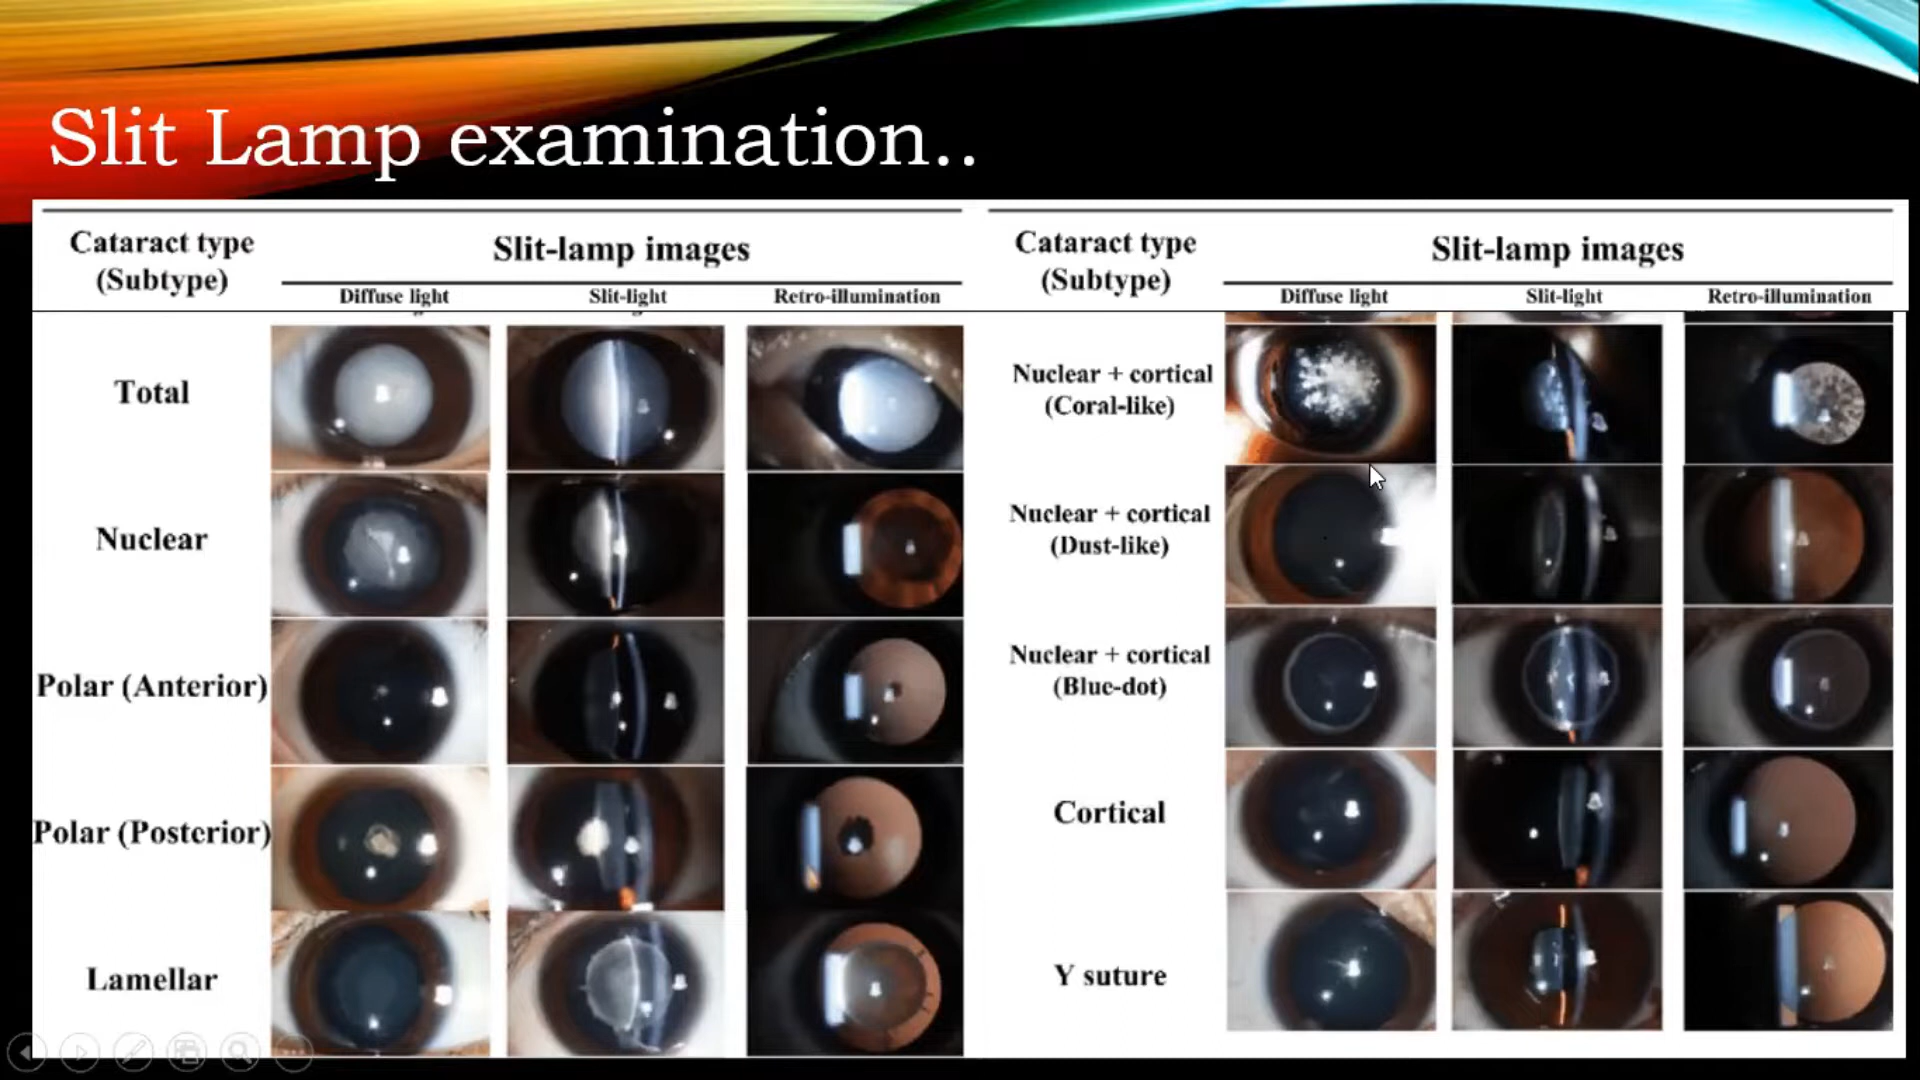 Slit Lamp examination..
Cataract type
(Subtype)
Slit-lamp images
Diffuse light
Slit-light
Retro-illumination
Total
Nuclear
Polar (Anterior)
Polar (Posterior)
Lamellar
Cataract type
(Subtype)
Slit-lamp images
Diffuse light
Slit-light
Retro-illumination
Nuclear + cortical
(Coral-like)
Nuclear + cortical
(Dust-like)
Nuclear + cortical
(Blue-dot)
Cortical
Y suture